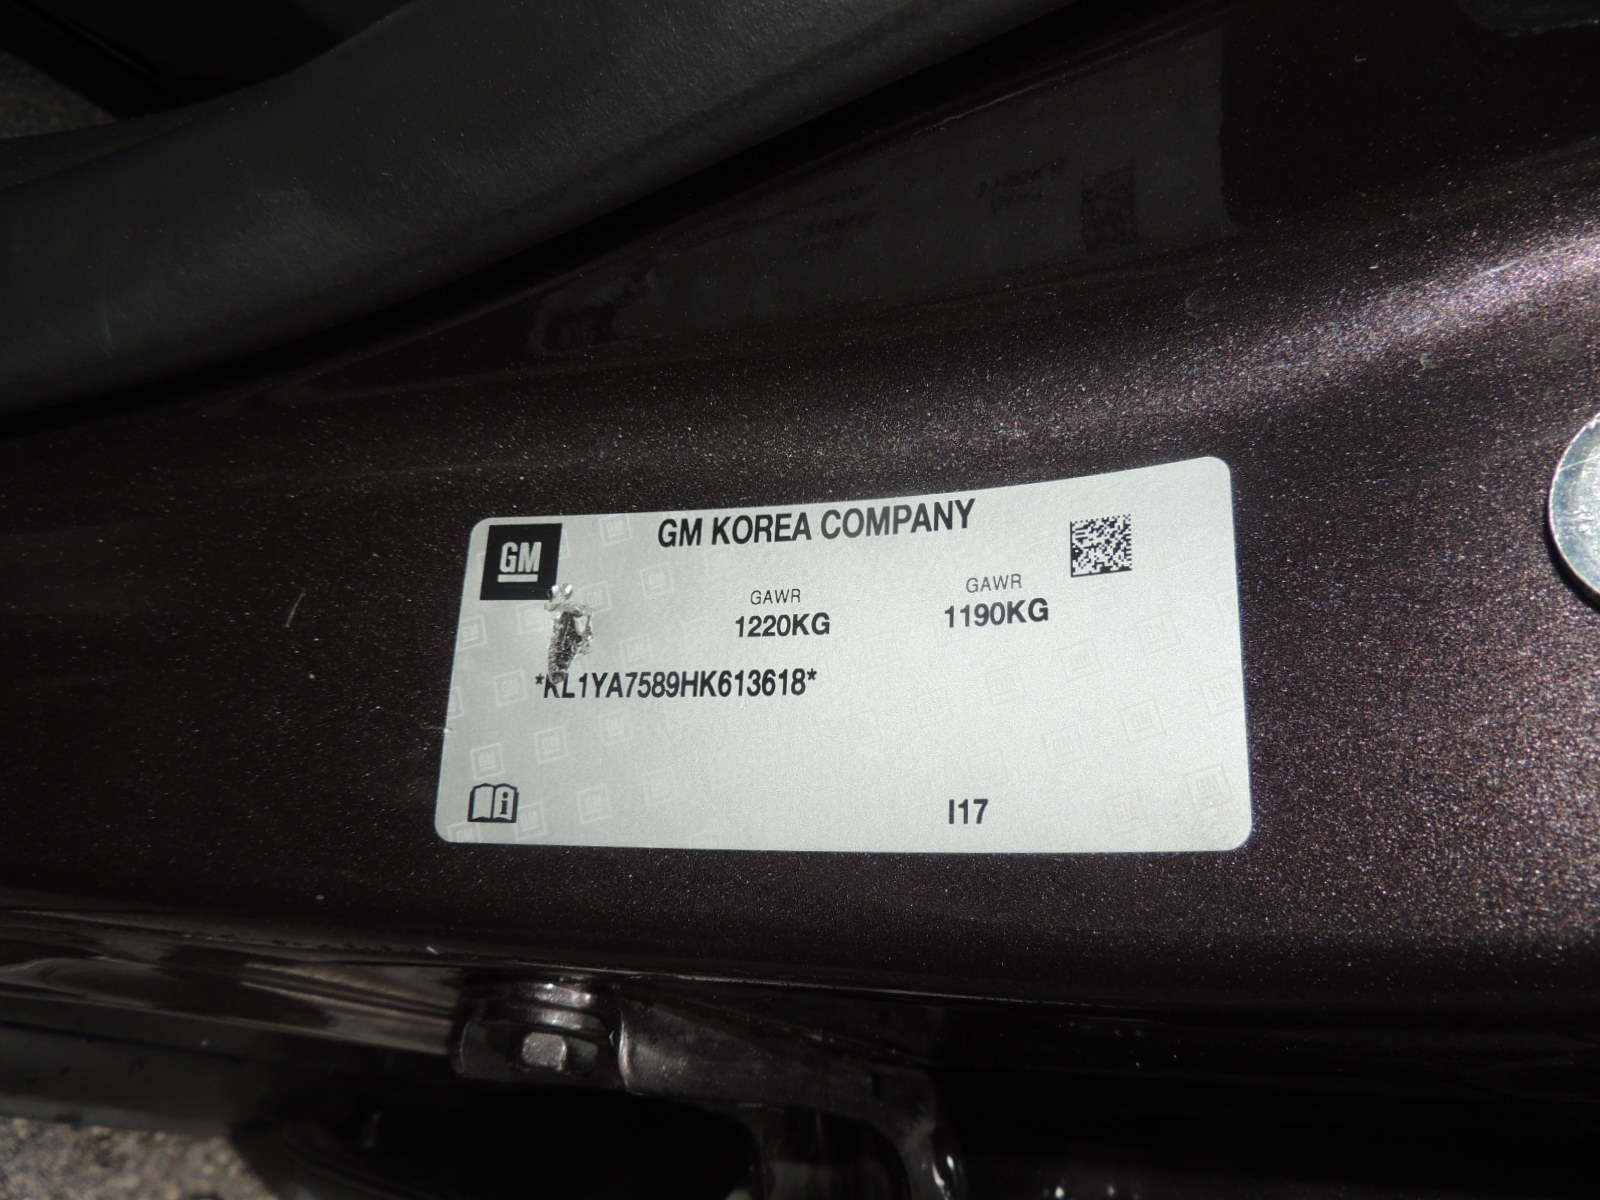 GM
GM KOREA COMPANY
GAWR GAWR
1220KG 1190KG
*KL1YA7589HK613618*
I17